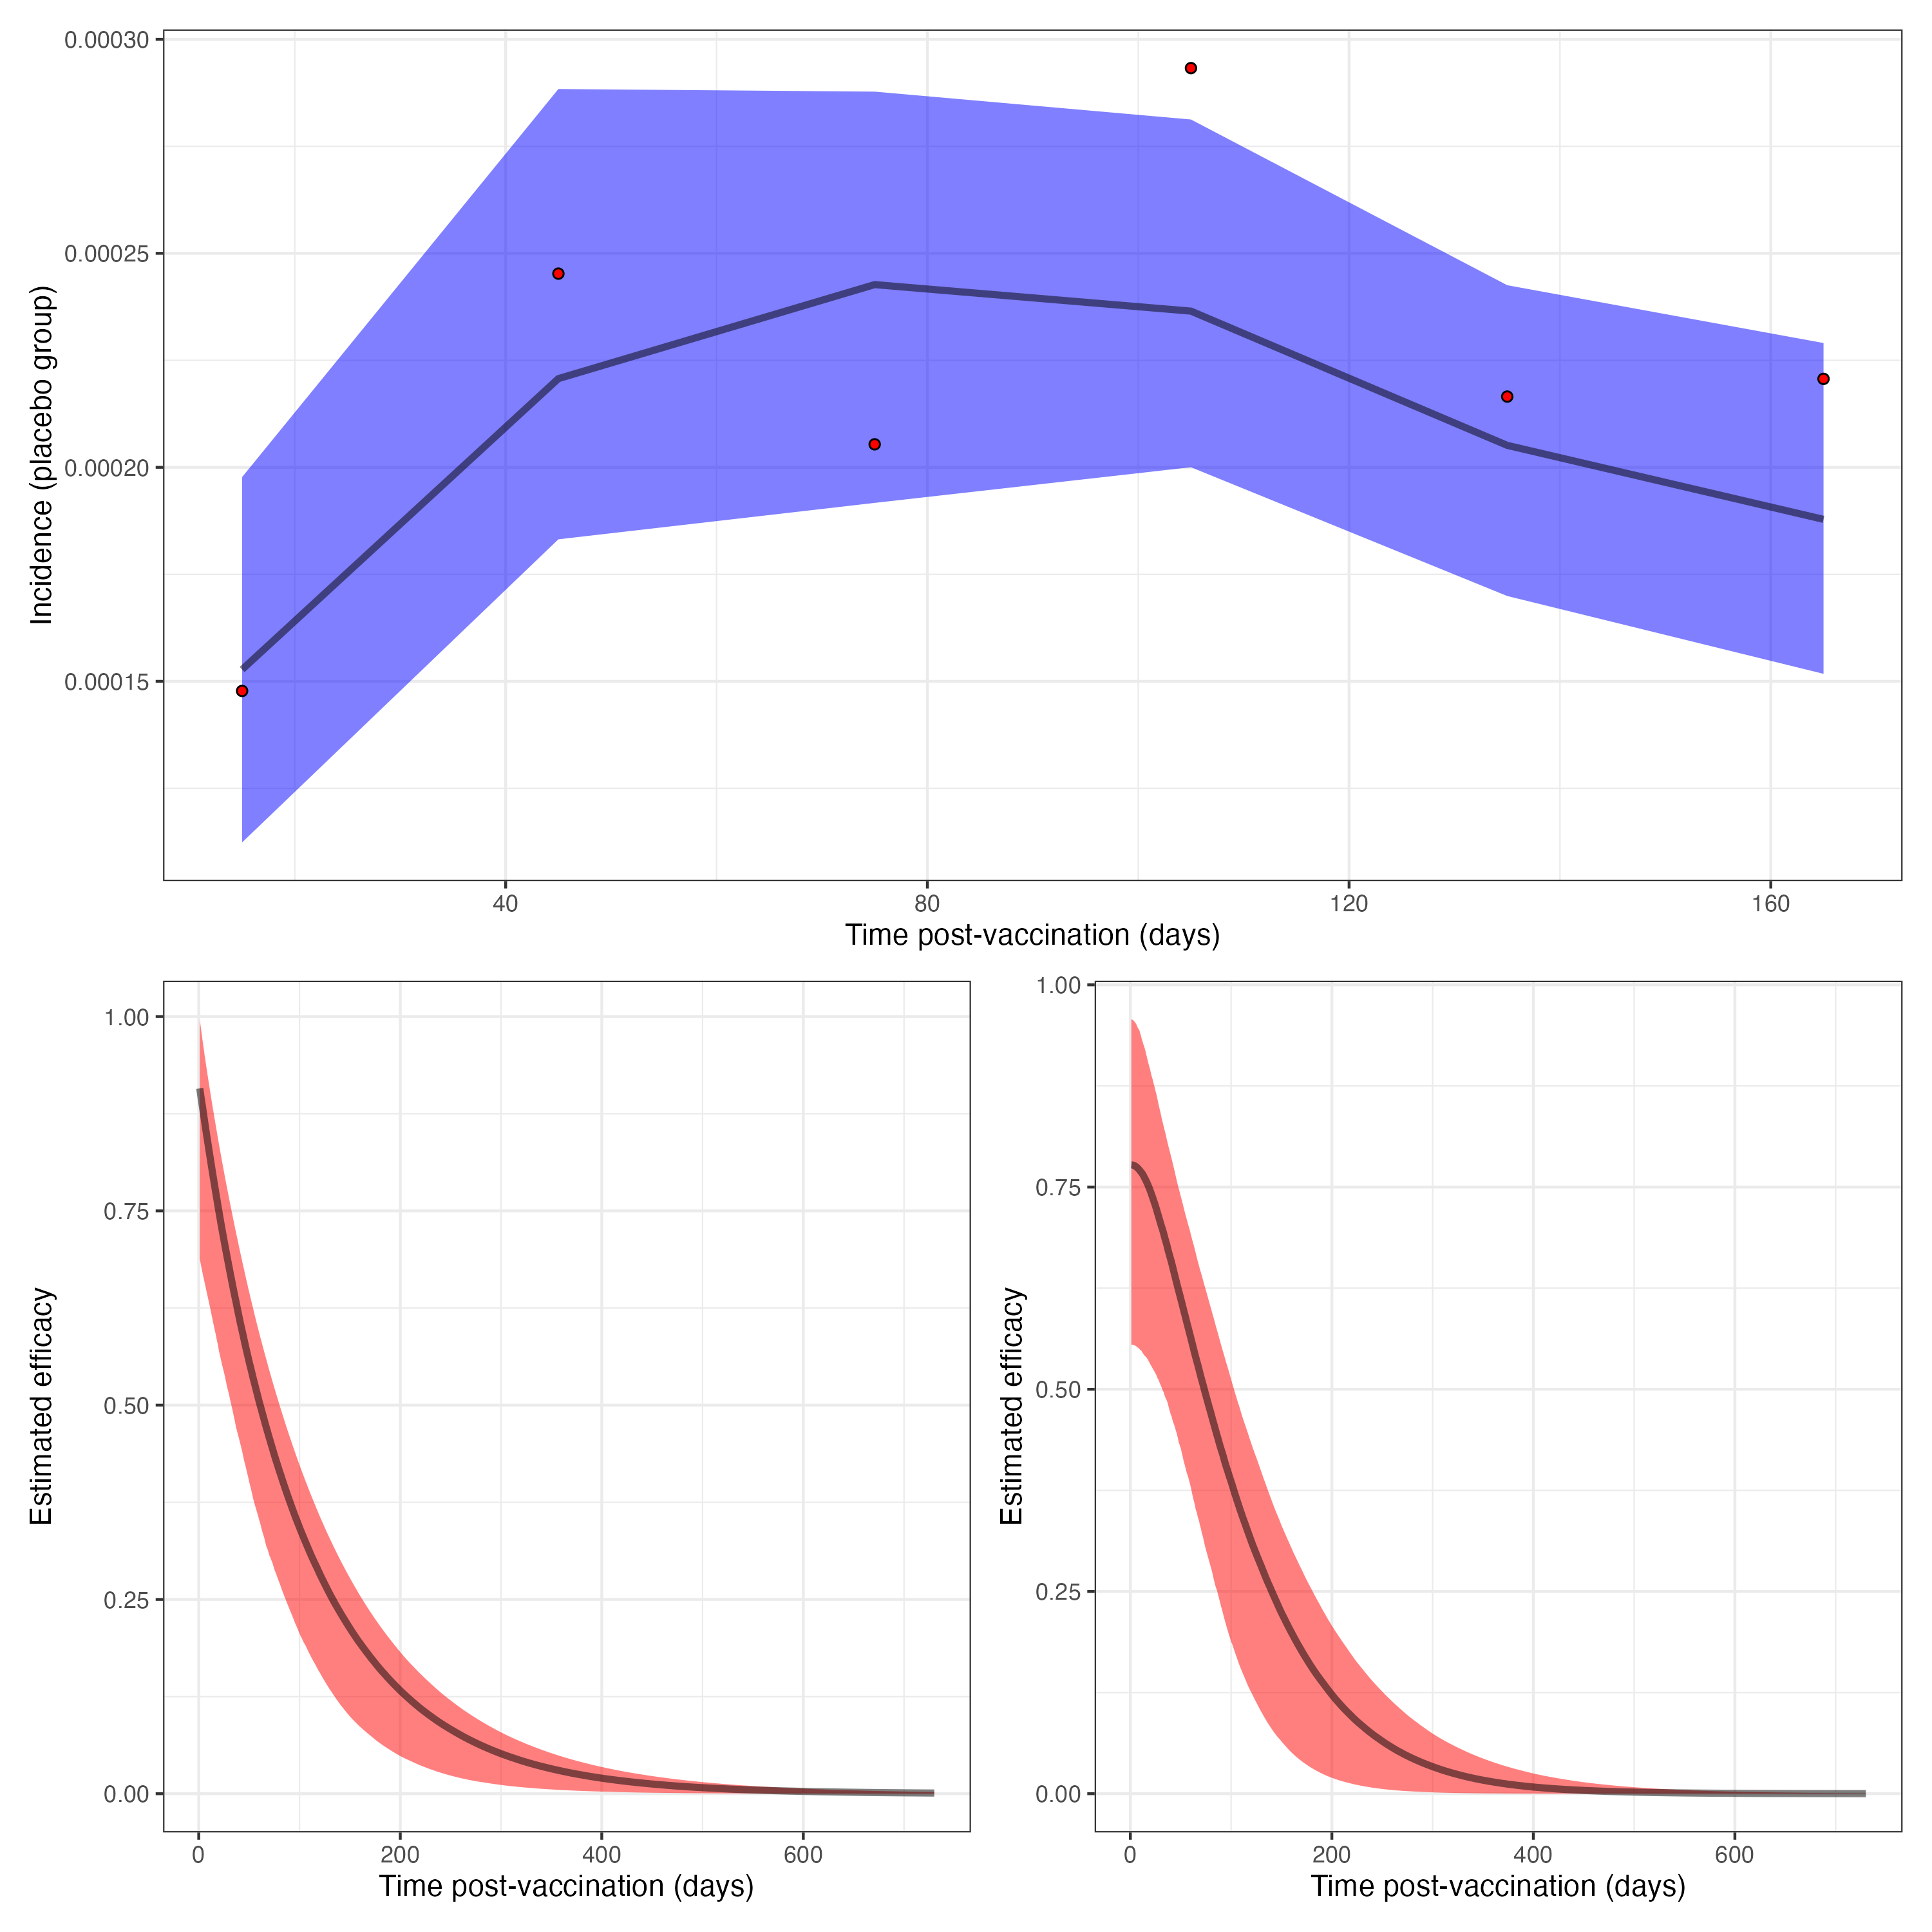 Incidence (placebo group)
0.00030
0.00025
0.00020
0.00015
40 80 120 160
Time post-vaccination (days)
Estimated efficacy
1.00
0.75
0.50
0.25
0.00
0 200 400 600
Time post-vaccination (days)
Estimated efficacy
1.00
0.75
0.50
0.25
0.00
0 200 400 600
Time post-vaccination (days)